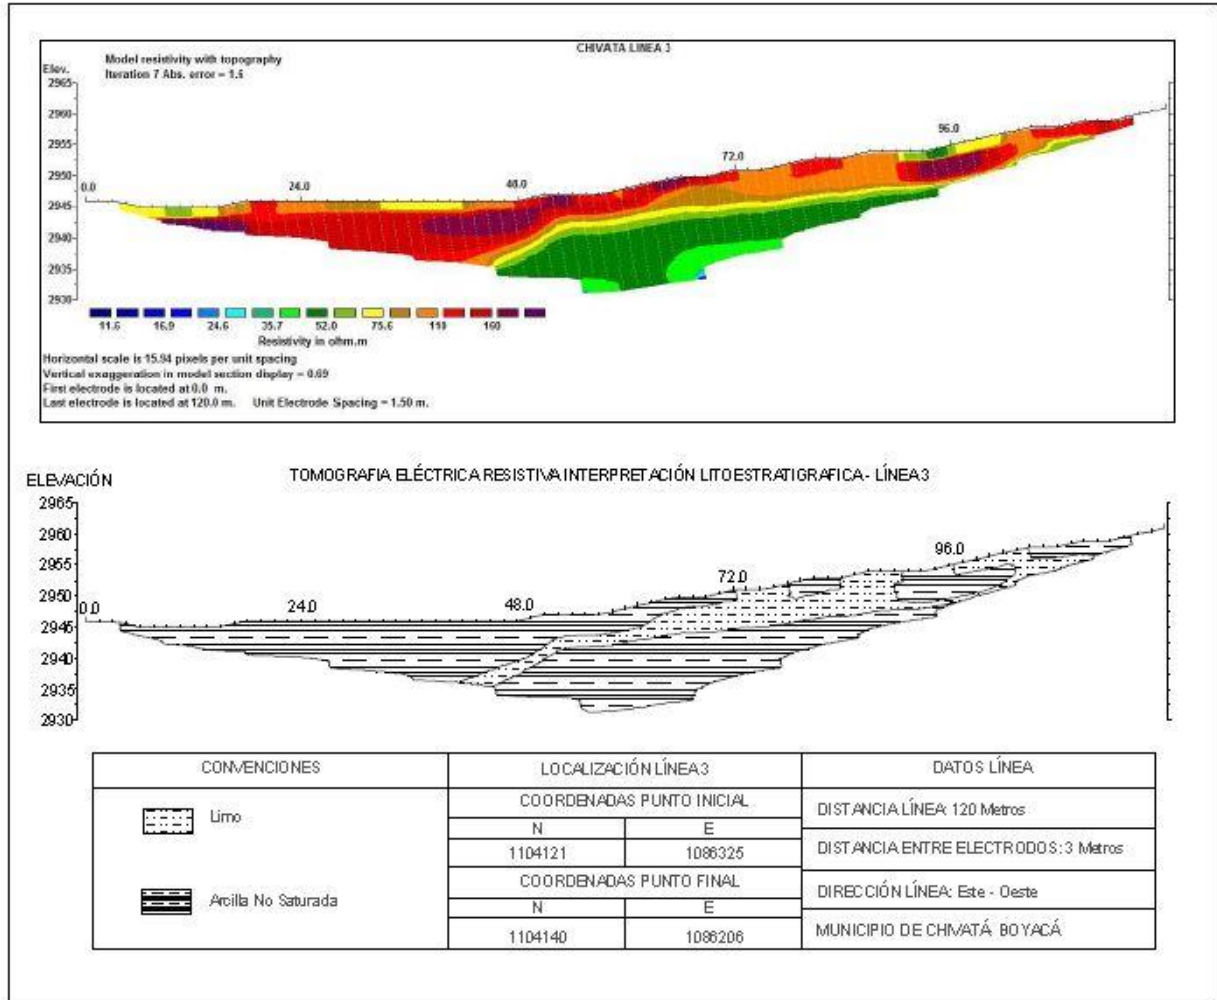 CHIVATA LINEA 3
Model resistivity with topography
Iteration 7 Abs. error = 1.6
Elev.
2965
2960
2955
2950
2945
2940
2935
2930
0.0
24.0
48.0
72.0
96.0
11.6 16.9 24.6 35.7 52.0 75.6 110 160
Resistivity in ohm.m
Horizontal scale is 15.94 pixels per unit spacing
Vertical exaggeration in model section display = 0.69
First electrode is located at 0.0 m.
Last electrode is located at 120.0 m. Unit Electrode Spacing = 1.50 m.
ELEVACIÓN
TOMOGRAFIA ELÉCTRICA RESISTIVA INTERPRETACIÓN LITOESTRATIGRAFICA - LÍNEA 3
2965
2960
2955
2950
2945
2940
2935
2930
0.0
24.0
48.0
72.0
96.0
CONVENCIONES
Limo
Arcilla No Saturada
LOCALIZACIÓN LÍNEA 3
COORDENADAS PUNTO INICIAL
N E
1104121 1086325
COORDENADAS PUNTO FINAL
N E
1104140 1086206
DATOS LÍNEA
DISTANCIA LÍNEA: 120 Metros
DISTANCIA ENTRE ELECTRODOS: 3 Metros
DIRECCIÓN LÍNEA: Este - Oeste
MUNICIPIO DE CHIVATÁ BOYACÁ